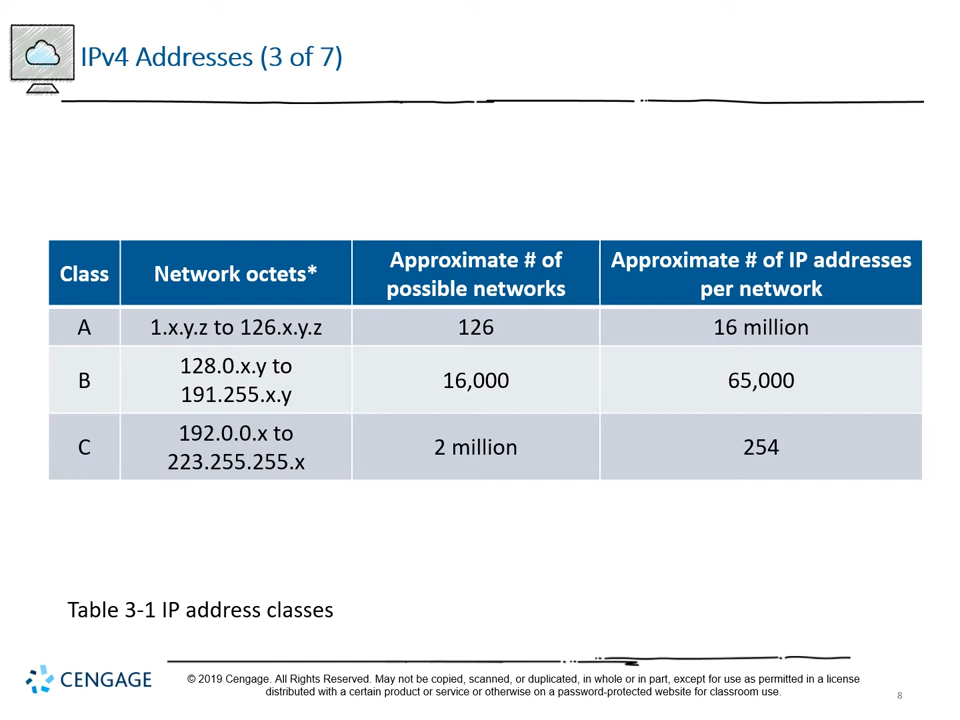 IPv4 Addresses (3 of 7)
Class
Network octets*
Approximate # of
possible networks
Approximate # of IP addresses
per network
A
1.x.y.z to 126.x.y.z
126
16 million
B
128.0.x.y to
191.255.x.y
16,000
65,000
C
192.0.0.x to
223.255.255.x
2 million
254
Table 3-1 IP address classes
CENGAGE
© 2019 Cengage. All Rights Reserved. May not be copied, scanned, or duplicated, in whole or in part, except for use as permitted in a license
distributed with a certain product or service or otherwise on a password-protected website for classroom use.
8